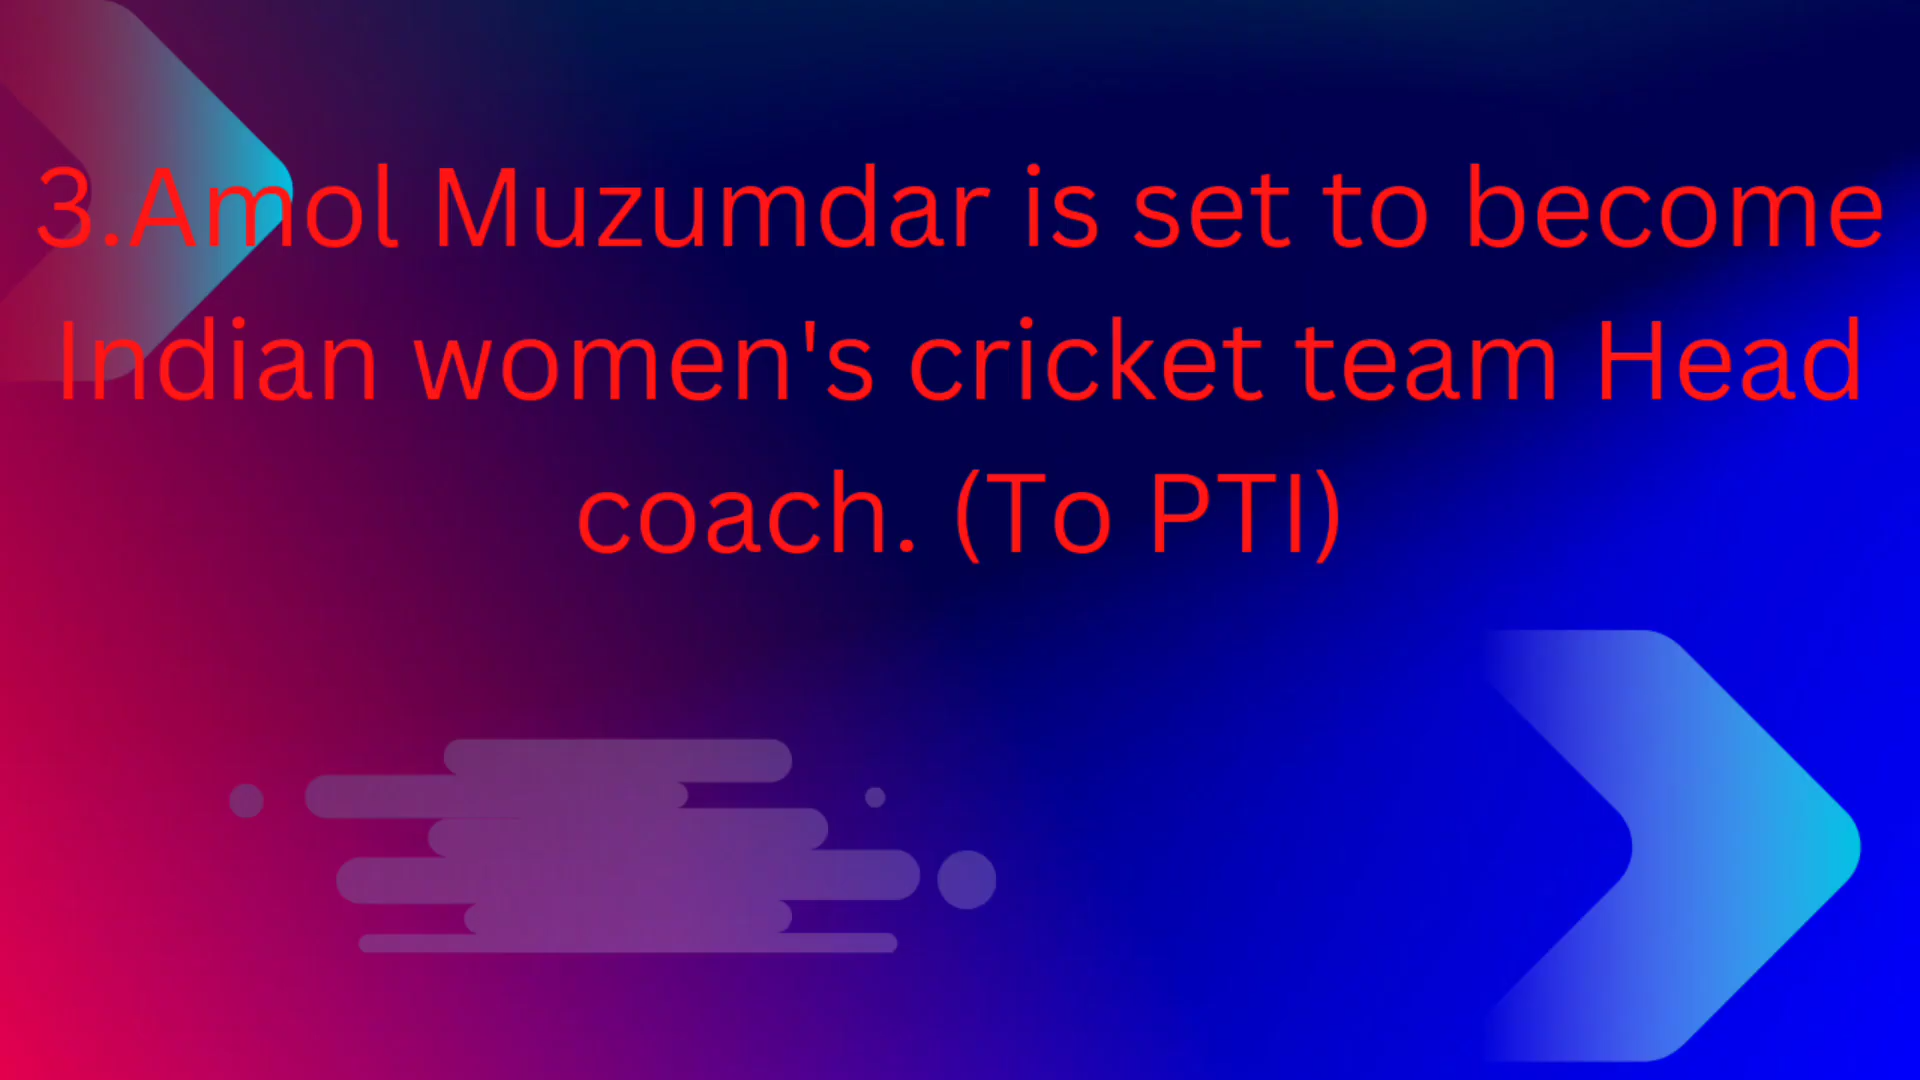 3.Amol Muzumdar is set to become
Indian women's cricket team Head
coach. (To PTI)